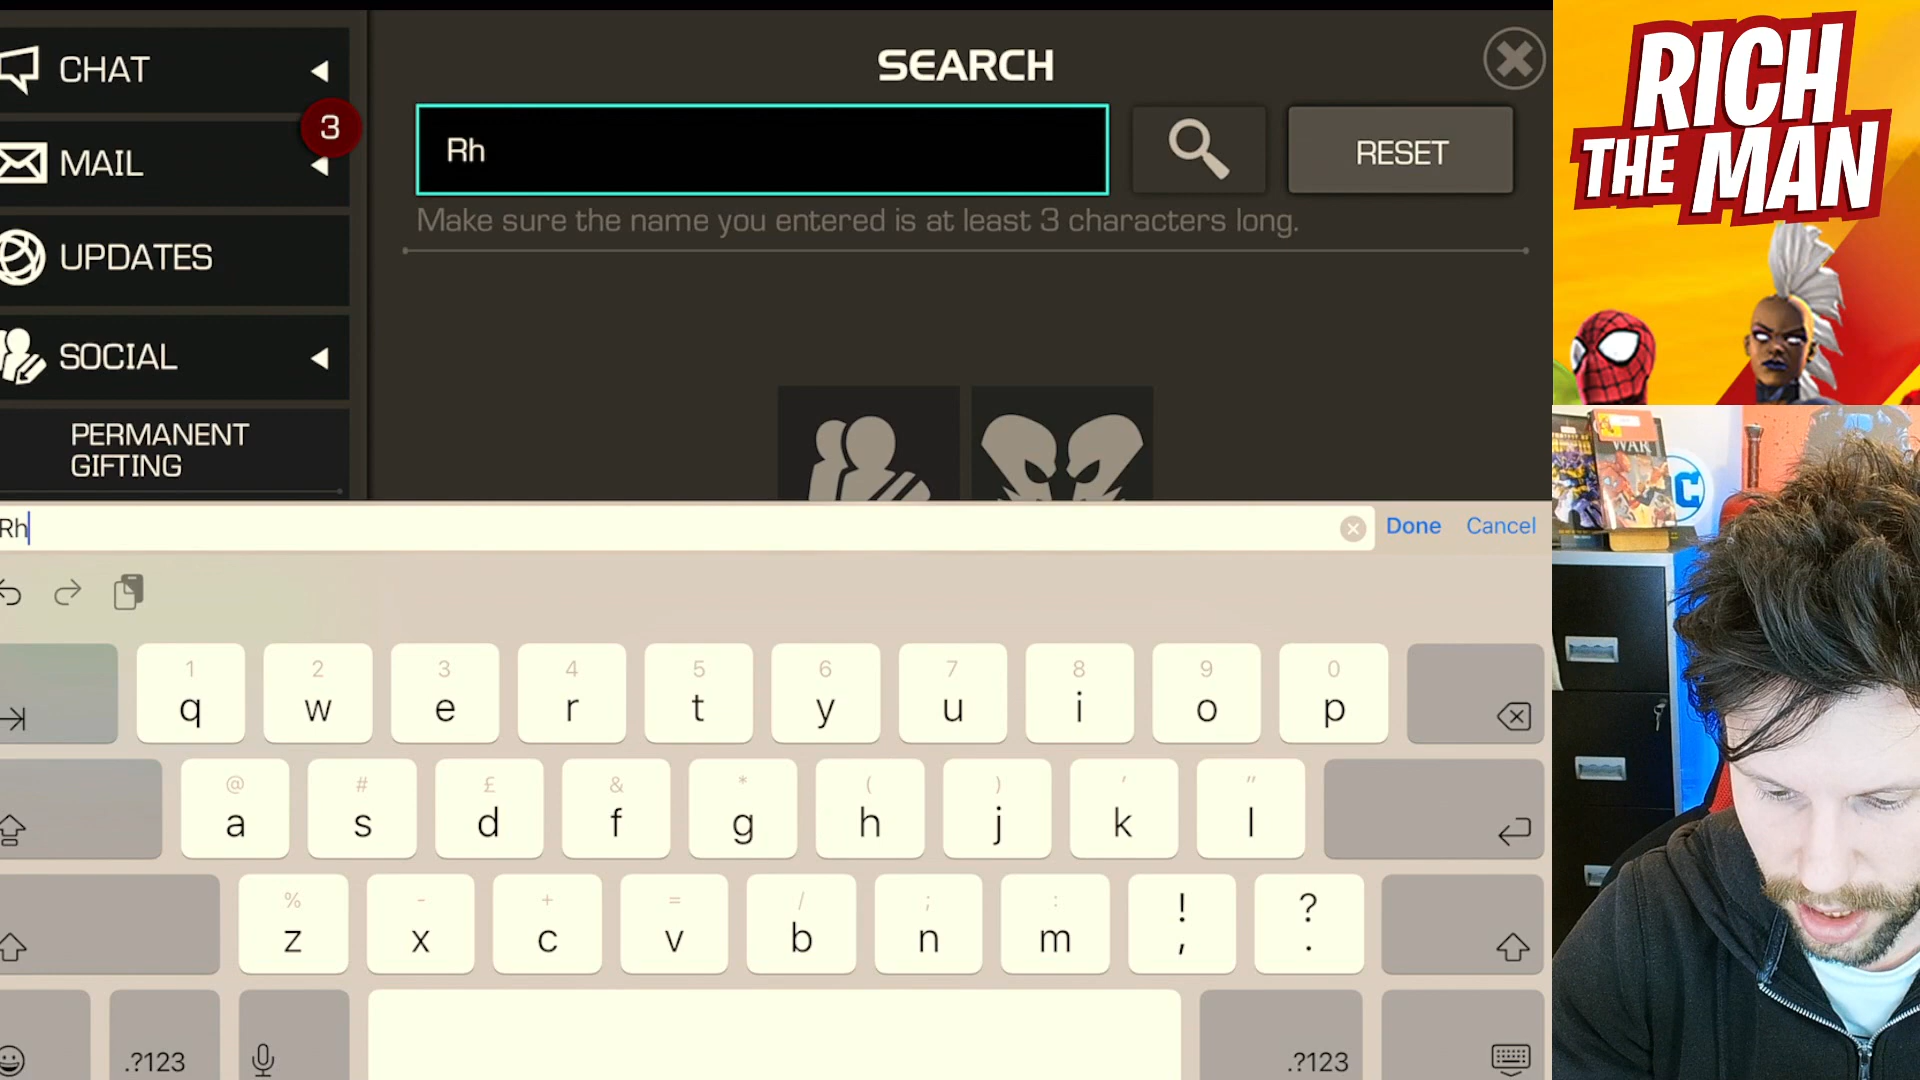 CHAT
3
MAIL
UPDATES
SOCIAL
PERMANENT
GIFTING
SEARCH
Rh
RESET
Make sure the name you entered is at least 3 characters long.
RICH
THE MAN
WAR
C
Rh
Done
Cancel
1 2 3 4 5 6 7 8 9 0
q w e r t y u i o p
@ # £ & * ( ) ' "
a s d f g h j k l
% - + = / ; : ! ?
z x c v b n m , .
.?123
.?123